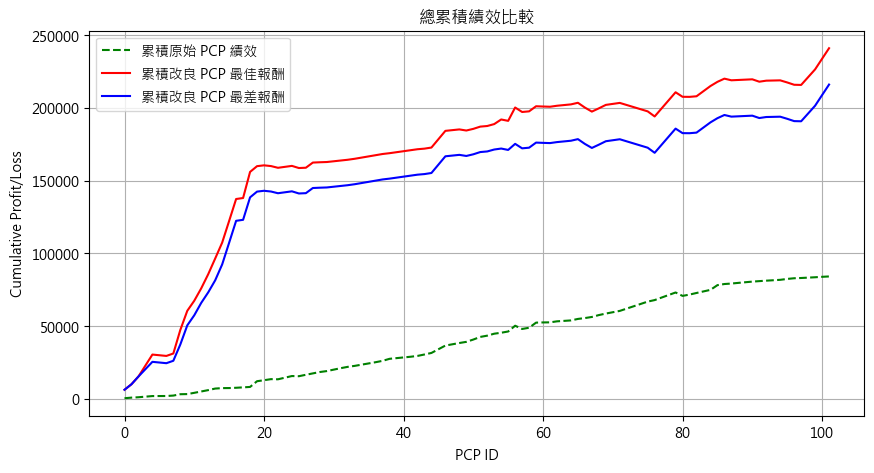 總累積績效比較
累積原始 PCP 績效
累積改良 PCP 最佳報酬
累積改良 PCP 最差報酬
Cumulative Profit/Loss
250000
200000
150000
100000
50000
0
0 20 40 60 80 100
PCP ID